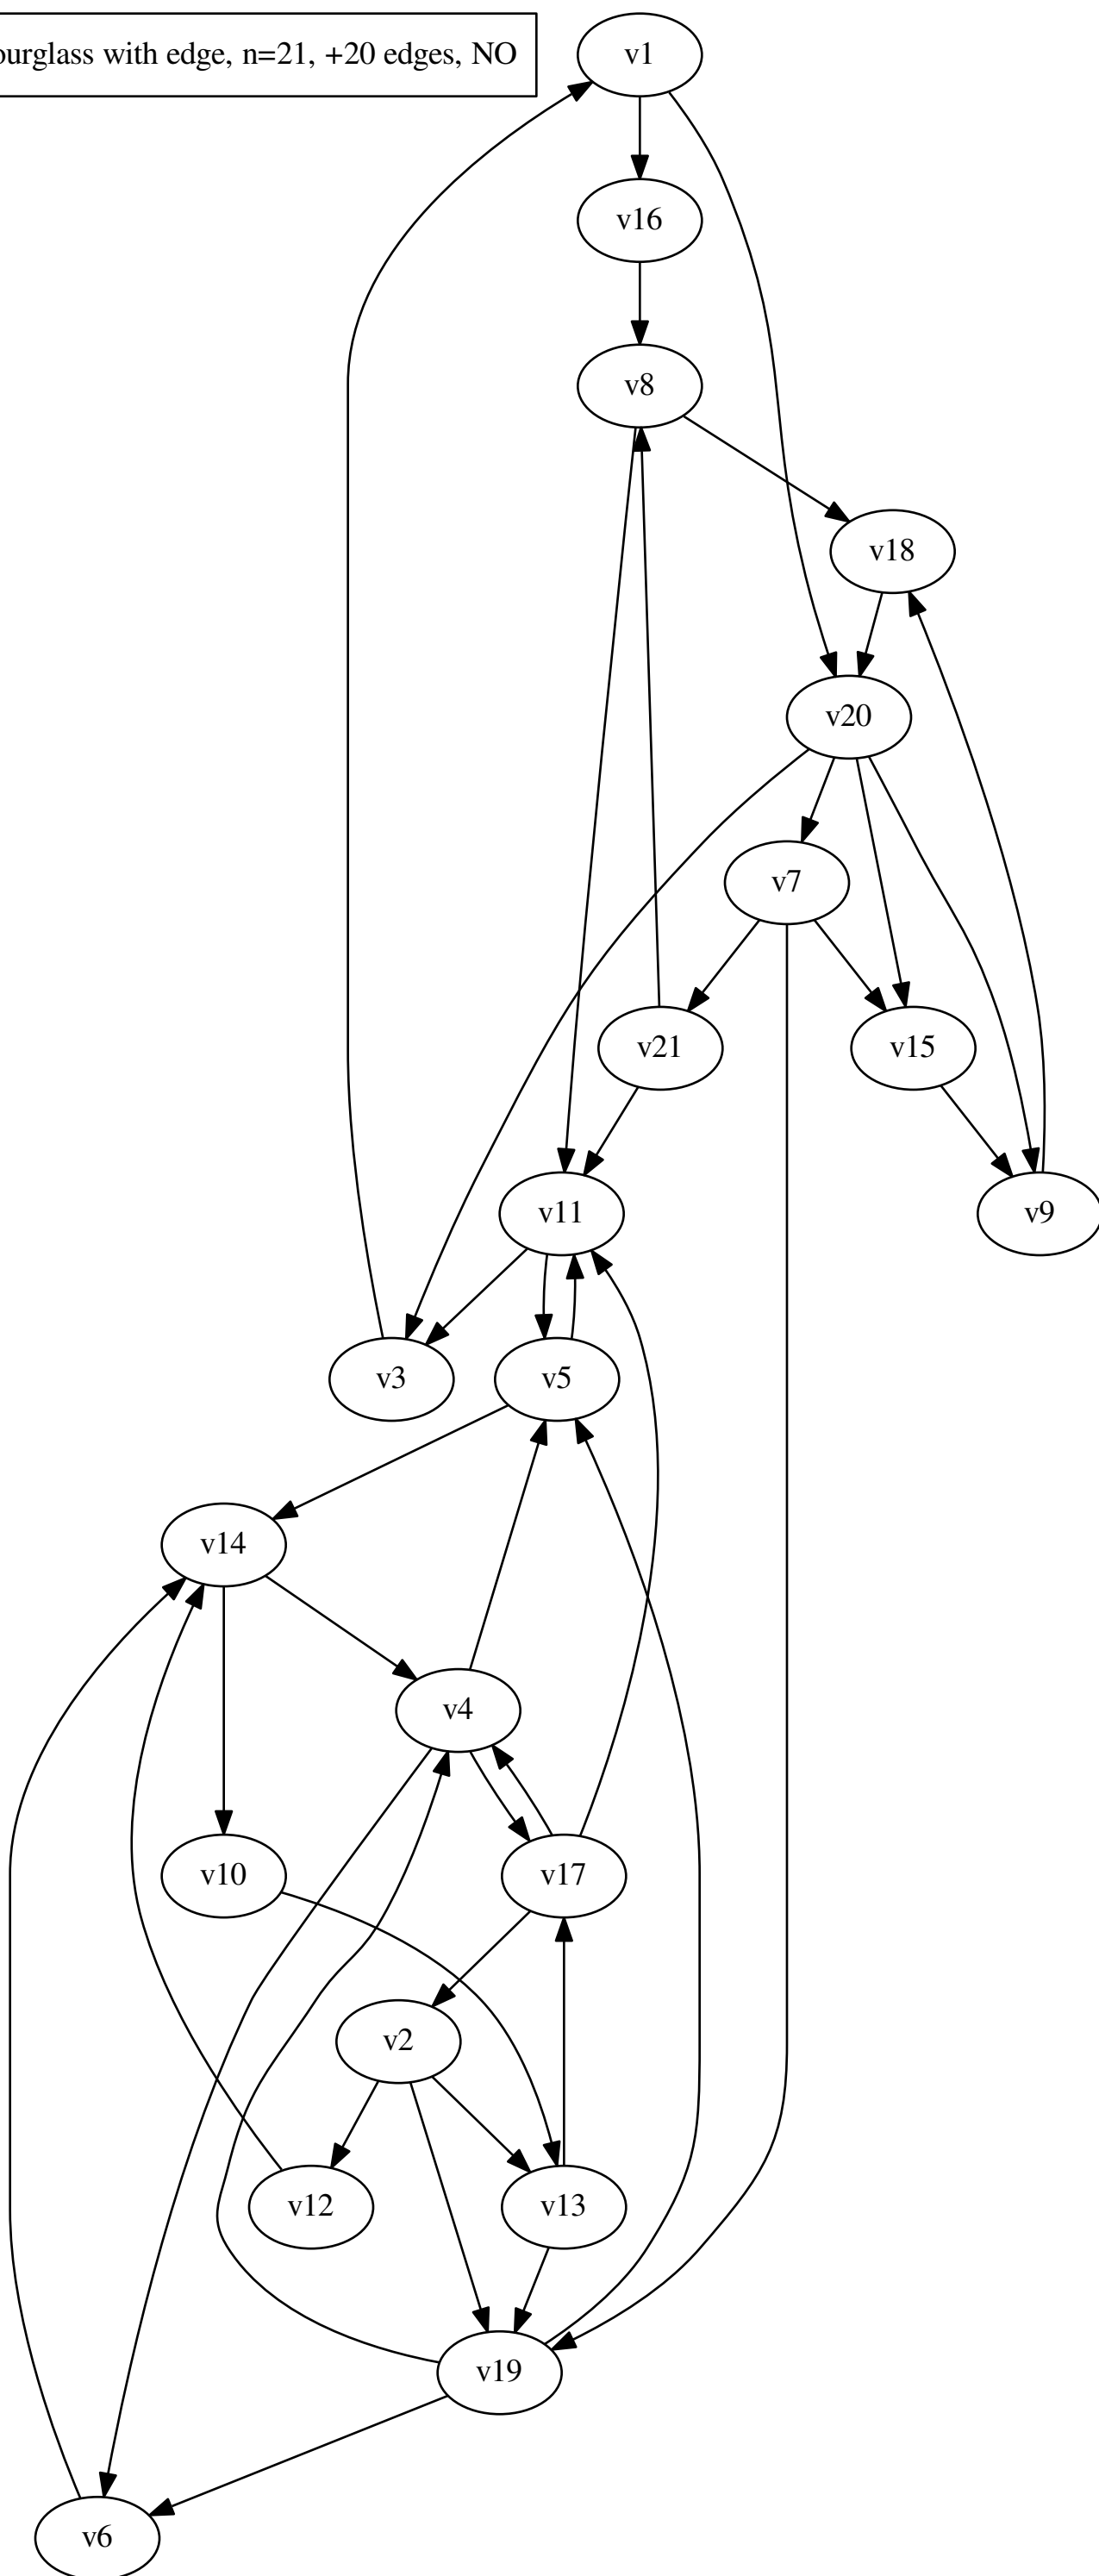 ourglass with edge, n=21, +20 edges, NO
v1
v16
v8
v18
v20
v7
v21
v15
v11
v9
v3
v5
v14
v4
v10
v17
v2
v12
v13
v19
v6